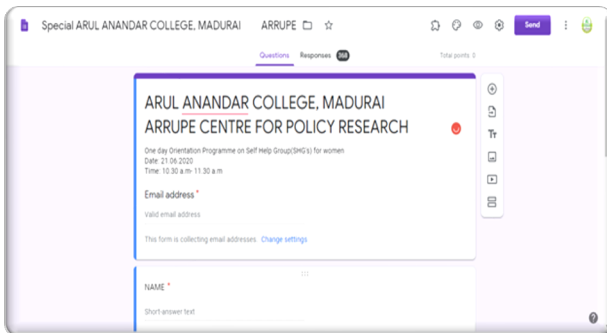 Special ARUL ANANDAR COLLEGE, MADURAI ARRUPE
Send
Questions Responses 368
Total points: 0
ARUL ANANDAR COLLEGE, MADURAI
ARRUPE CENTRE FOR POLICY RESEARCH
One day Orientation Programme on Self Help Group(SHG's) for women
Date: 21.06.2020
Time: 10.30 a.m- 11.30 a.m
Email address *
Valid email address
This form is collecting email addresses. Change settings
NAME *
Short-answer text
Tт